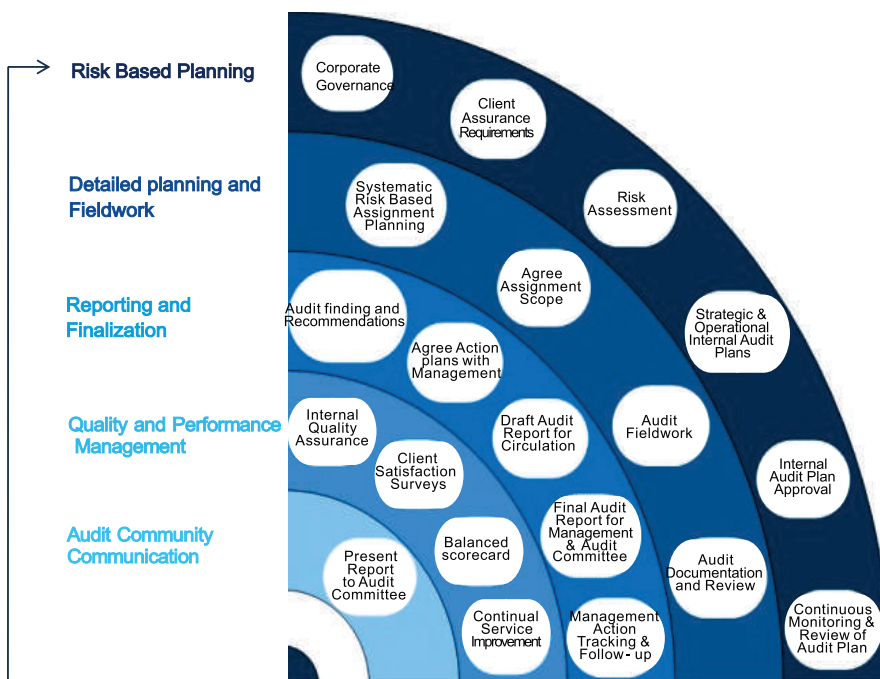 Risk Based Planning
Corporate
Governance
Client
Assurance
Requirements
Risk
Assessment
Strategic &
Operational
Internal Audit
Plans
Internal
Audit Plan
Approval
Continuous
Monitoring &
Review of
Audit Plan
Detailed planning and
Fieldwork
Systematic
Risk Based
Assignment
Planning
Agree
Assignment
Scope
Audit
Fieldwork
Audit
Documentation
and Review
Reporting and
Finalization
Audit finding and
Recommendations
Agree Action
plans with
Management
Draft Audit
Report for
Circulation
Final Audit
Report for
Management
& Audit
Committee
Management
Action
Tracking &
Follow- up
Quality and Performance
Management
Internal
Quality
Assurance
Client
Satisfaction
Surveys
Balanced
scorecard
Continual
Service
Improvement
Audit Community
Communication
Present
Report
to Audit
Committee